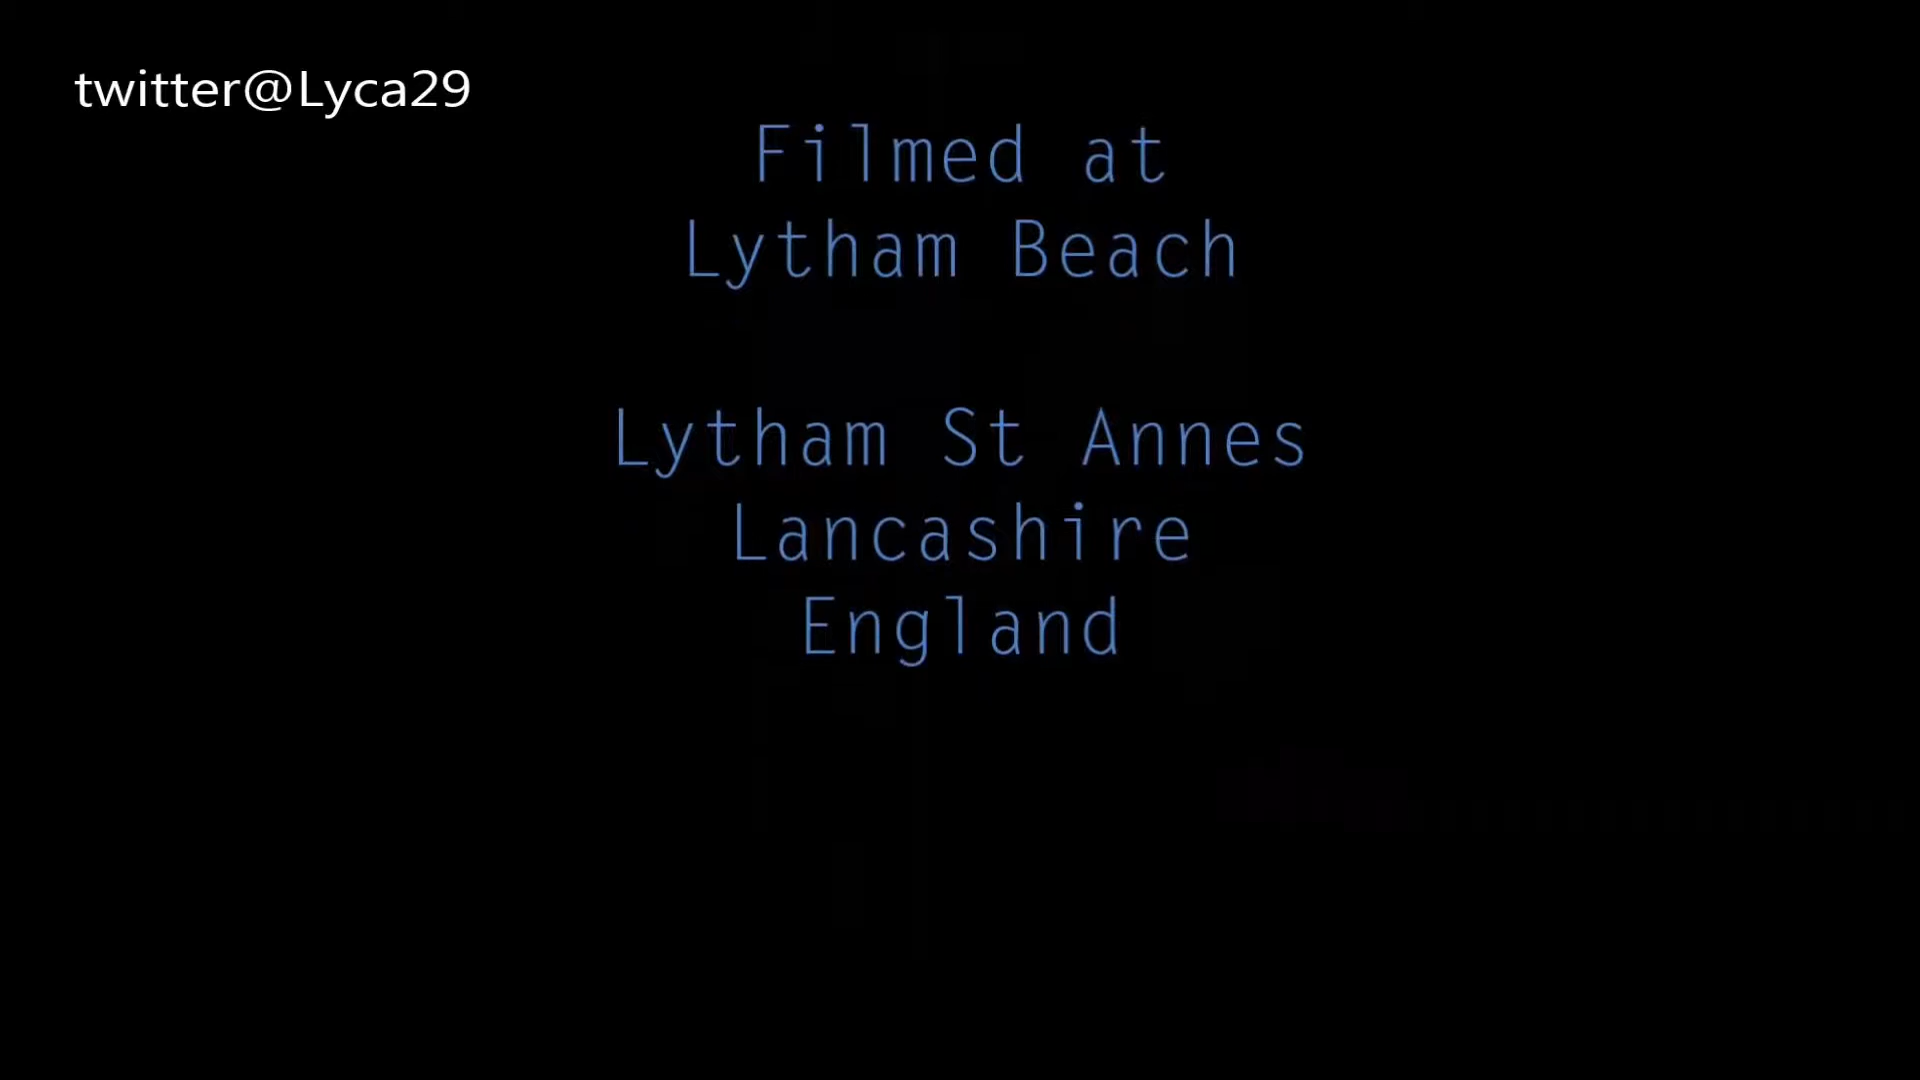 twitter@Lyca29
Filmed at
Lytham Beach
Lytham St Annes
Lancashire
England